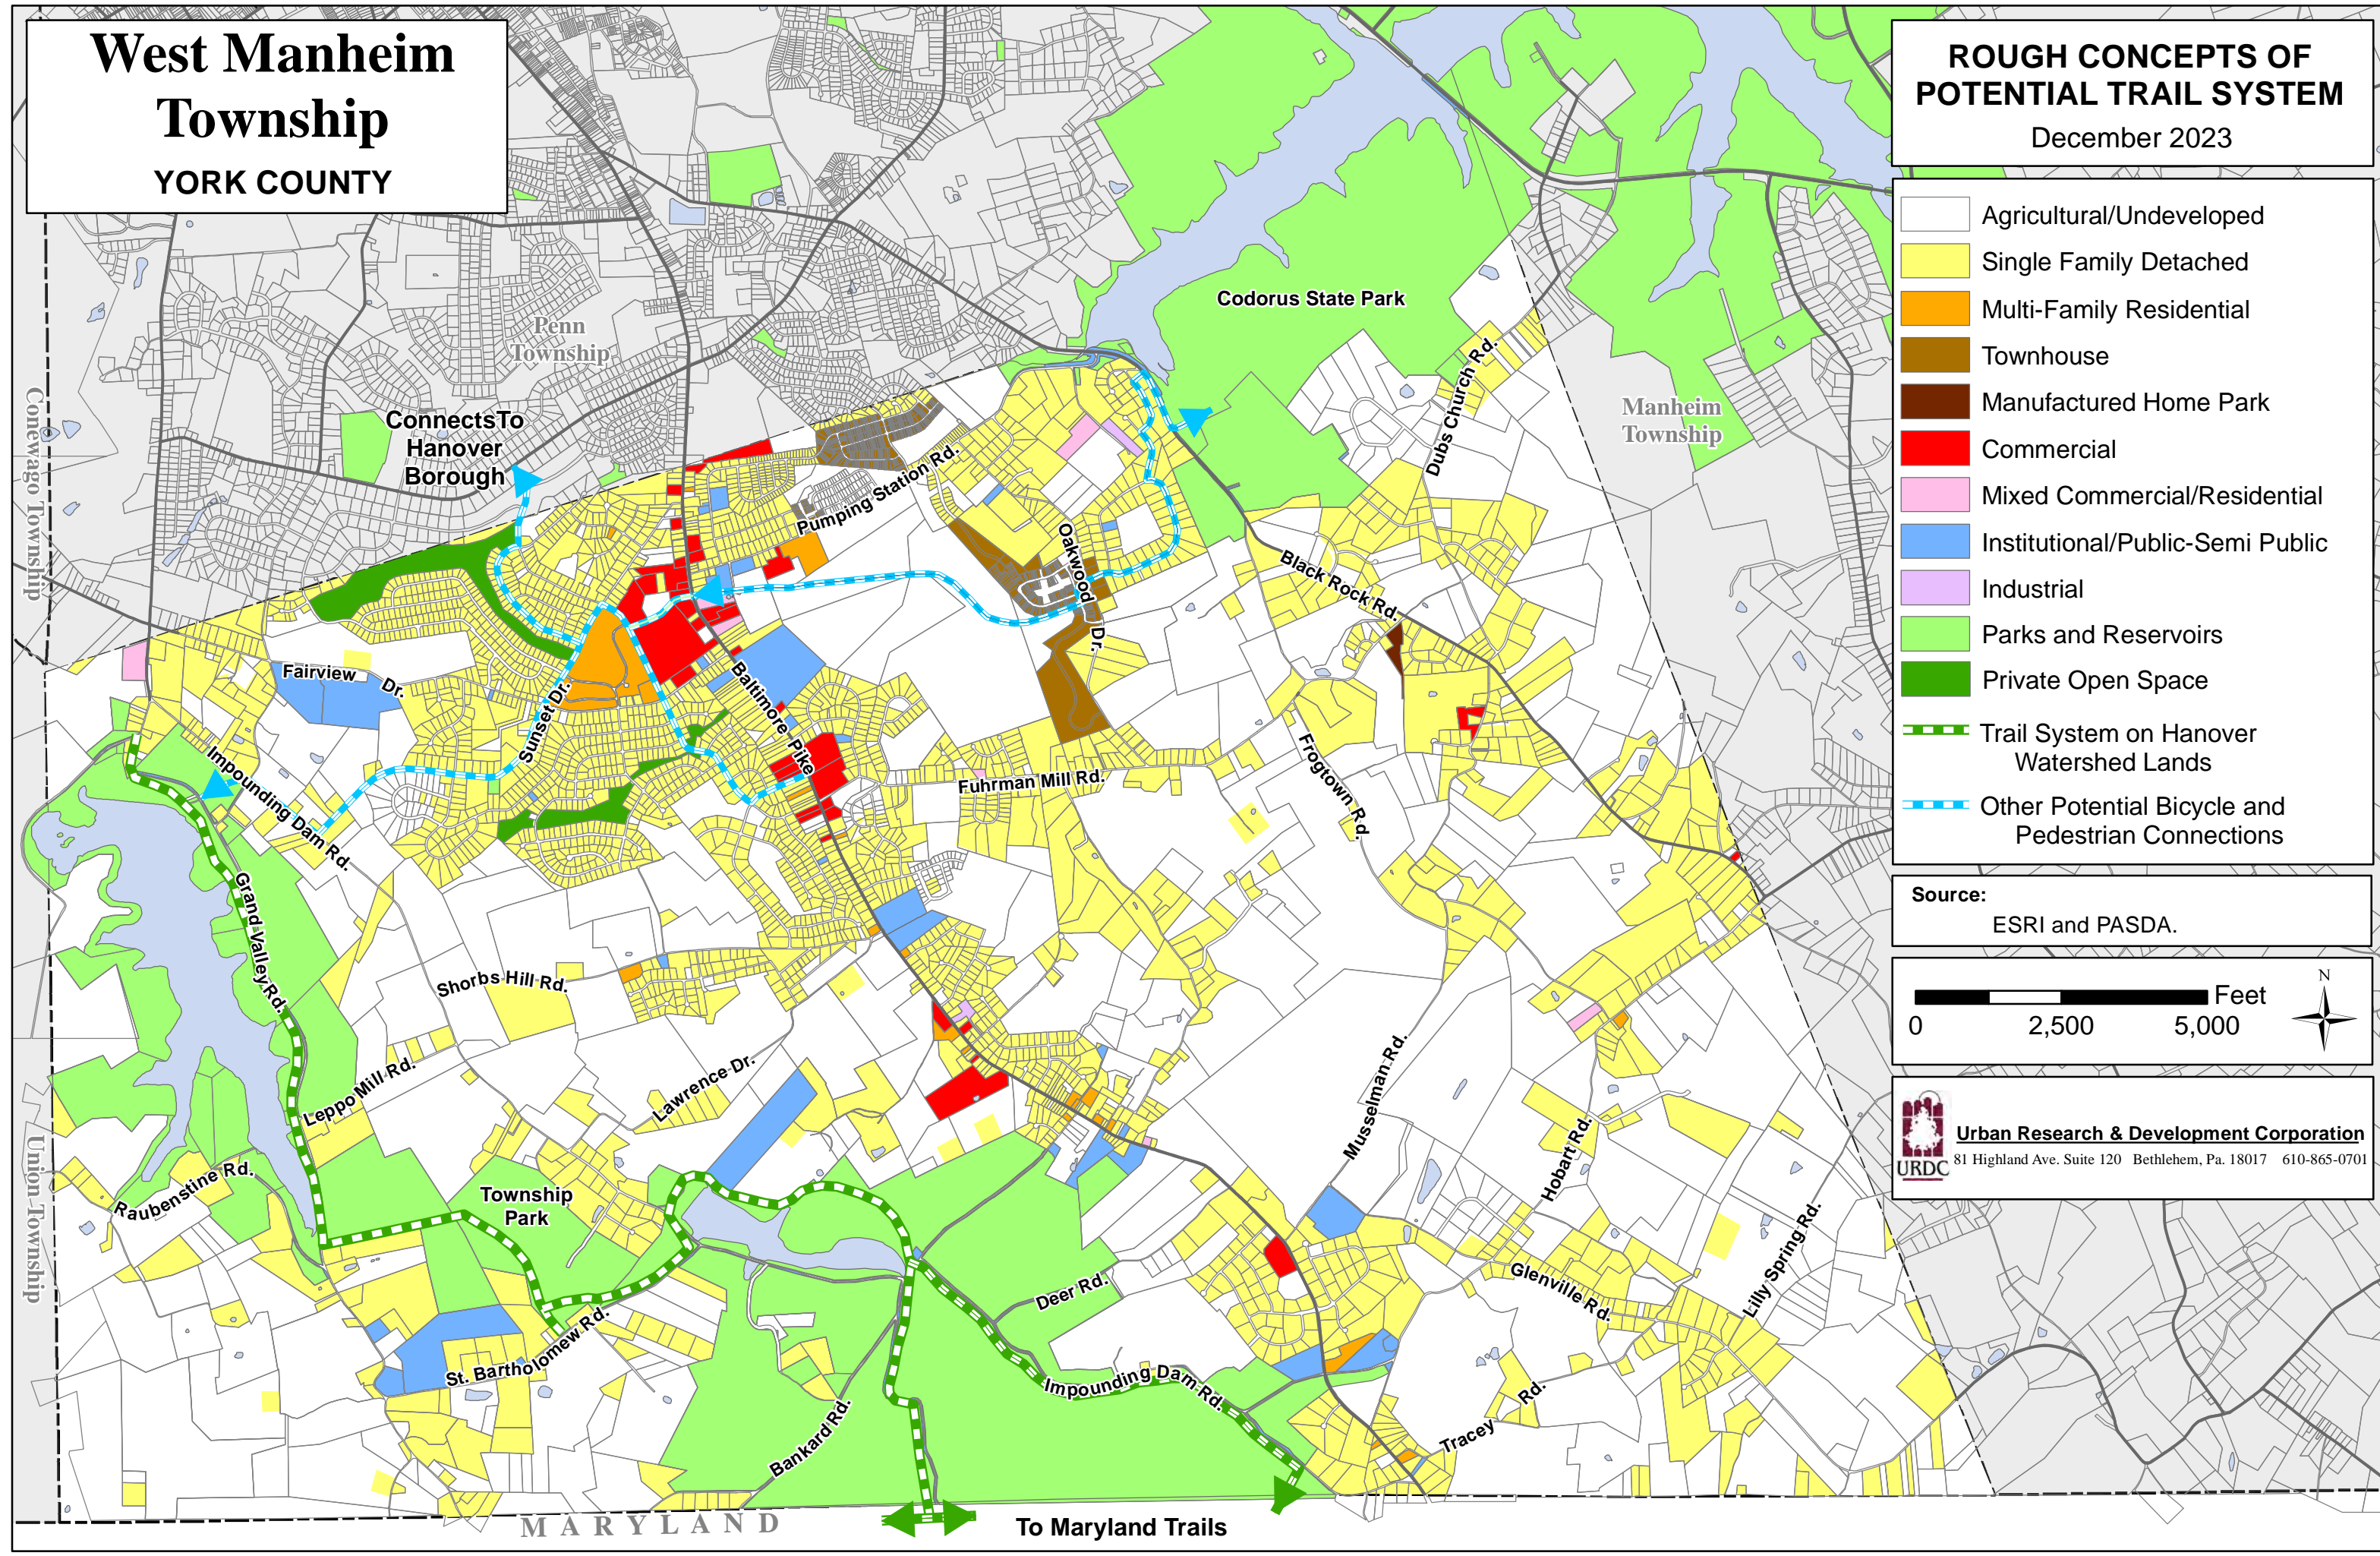 West Manheim
Township
YORK COUNTY
ROUGH CONCEPTS OF
POTENTIAL TRAIL SYSTEM
December 2023
Agricultural/Undeveloped
Single Family Detached
Multi-Family Residential
Townhouse
Manufactured Home Park
Commercial
Mixed Commercial/Residential
Institutional/Public-Semi Public
Industrial
Parks and Reservoirs
Private Open Space
Trail System on Hanover
Watershed Lands
Other Potential Bicycle and
Pedestrian Connections
Source:
ESRI and PASDA.
N
Feet
0 2,500 5,000
URDC
Urban Research & Development Corporation
81 Highland Ave. Suite 120 Bethlehem, Pa. 18017 610-865-0701
Codorus State Park
Penn
Township
Conewago Township
ConnectsTo
Hanover
Borough
Manheim
Township
Dubs Church Rd.
Pumping Station Rd.
Oakwood Dr.
Black Rock Rd.
Fairview Dr.
Sunset Dr.
Baltimore Pike
Impounding Dam Rd.
Fuhrman Mill Rd.
Frogtown Rd.
Grand Valley Rd.
Shorbs Hill Rd.
Leppo Mill Rd.
Lawrence Dr.
Musselman Rd.
Hobart Rd.
Union Township
Raubenstine Rd.
Township
Park
Lilly Spring Rd.
Deer Rd.
Glenville Rd.
St. Bartholomew Rd.
Impounding Dam Rd.
Bankard Rd.
Tracey Rd.
MARYLAND
To Maryland Trails